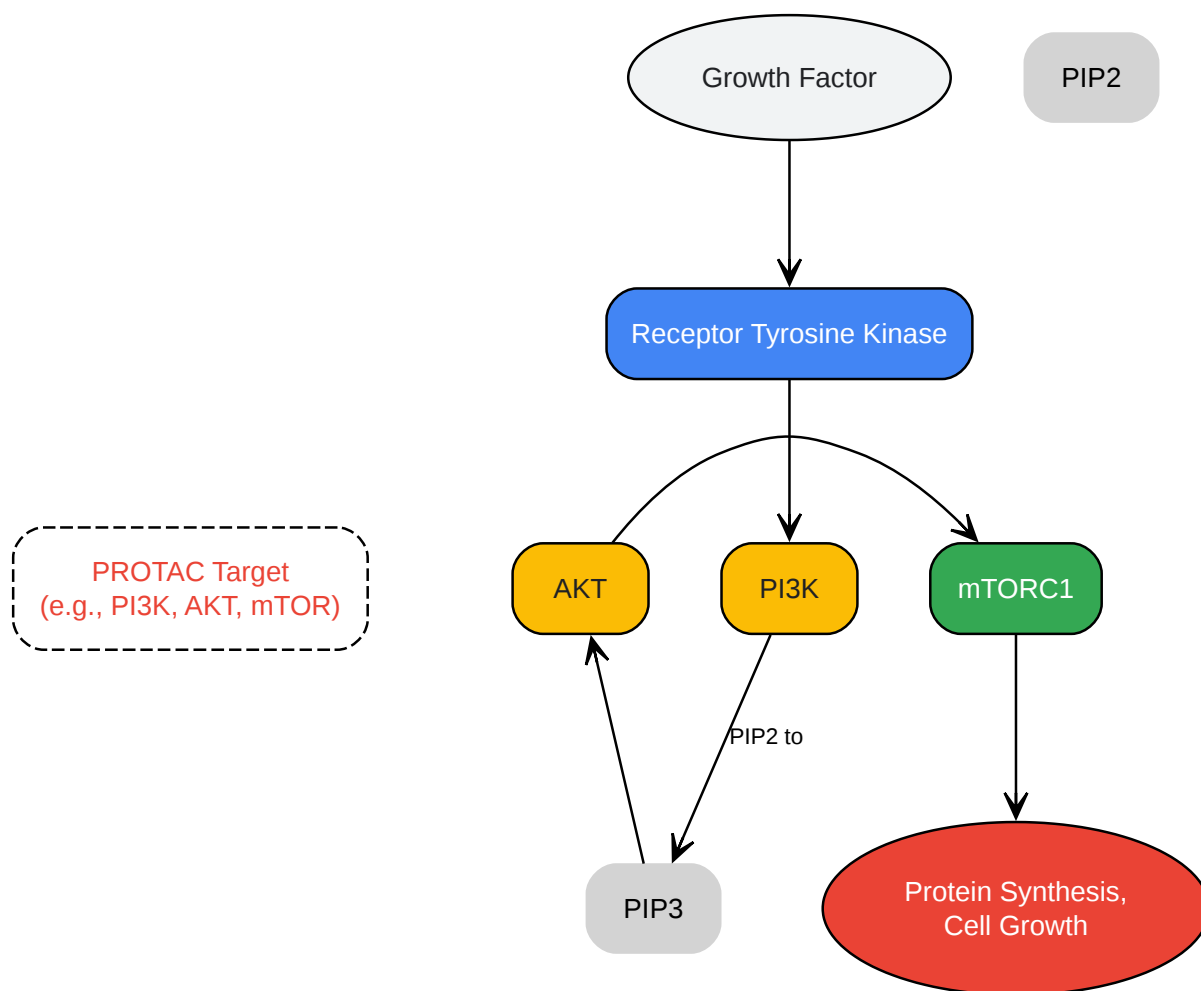 Growth Factor
PIP2
Receptor Tyrosine Kinase
PROTAC Target
(e.g., PI3K, AKT, mTOR)
AKT
PI3K
mTORC1
PIP2 to
PIP3
Protein Synthesis,
Cell Growth